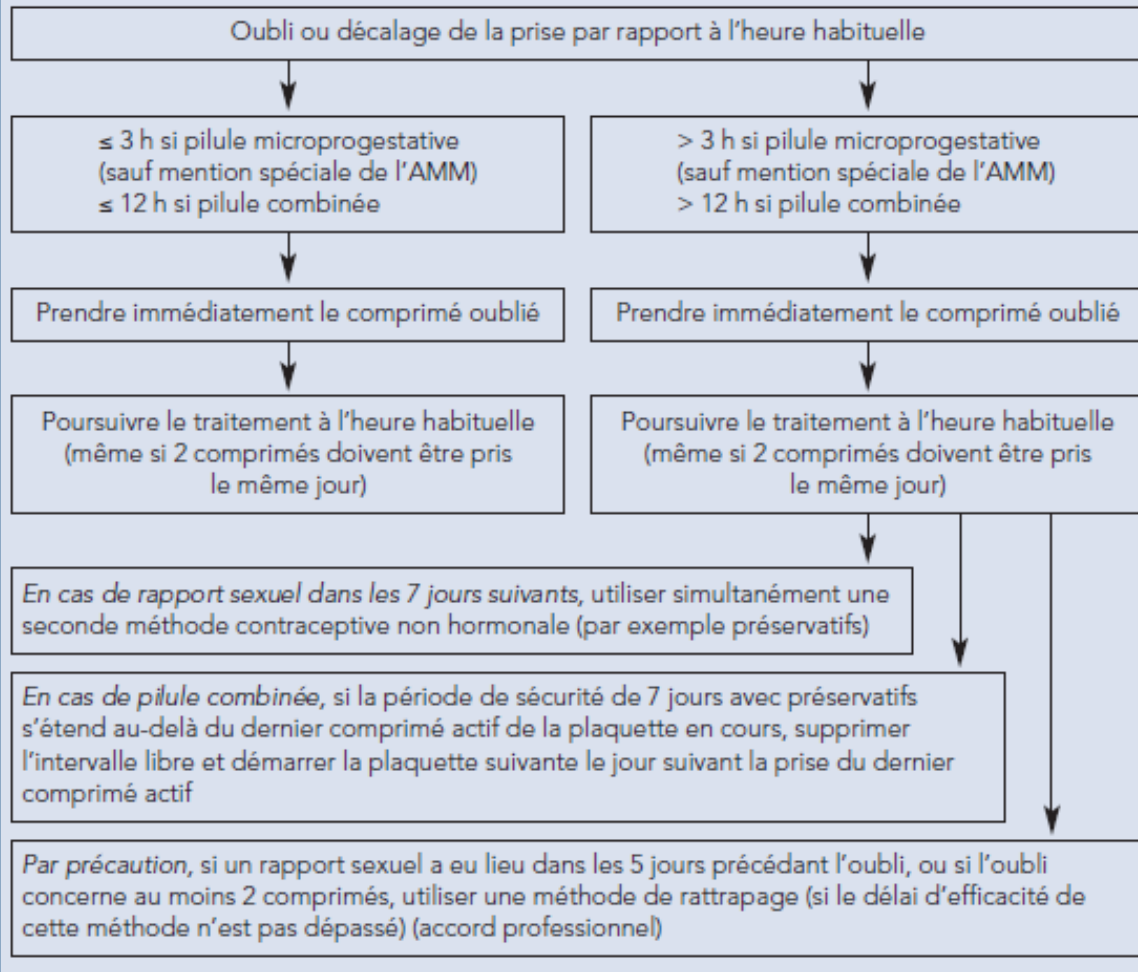 Oubli ou décalage de la prise par rapport à l'heure habituelle
≤ 3 h si pilule microprogestative
(sauf mention spéciale de l'AMM)
≤ 12 h si pilule combinée
> 3 h si pilule microprogestative
(sauf mention spéciale de l'AMM)
> 12 h si pilule combinée
Prendre immédiatement le comprimé oublié
Prendre immédiatement le comprimé oublié
Poursuivre le traitement à l'heure habituelle
(même si 2 comprimés doivent être pris
le même jour)
Poursuivre le traitement à l'heure habituelle
(même si 2 comprimés doivent être pris
le même jour)
En cas de rapport sexuel dans les 7 jours suivants, utiliser simultanément une
seconde méthode contraceptive non hormonale (par exemple préservatifs)
En cas de pilule combinée, si la période de sécurité de 7 jours avec préservatifs
s'étend au-delà du dernier comprimé actif de la plaquette en cours, supprimer
l'intervalle libre et démarrer la plaquette suivante le jour suivant la prise du dernier
comprimé actif
Par précaution, si un rapport sexuel a eu lieu dans les 5 jours précédant l'oubli, ou si l'oubli
concerne au moins 2 comprimés, utiliser une méthode de rattrapage (si le délai d'efficacité de
cette méthode n'est pas dépassé) (accord professionnel)